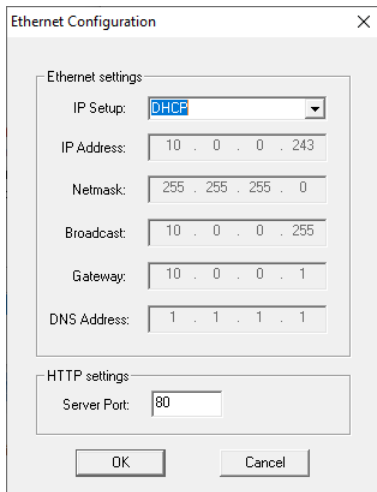 Ethernet Configuration
Ethernet settings
IP Setup: DHCP
IP Address: 10 . 0 . 0 . 243
Netmask: 255 . 255 . 255 . 0
Broadcast: 10 . 0 . 0 . 255
Gateway: 10 . 0 . 0 . 1
DNS Address: 1 . 1 . 1 . 1
HTTP settings
Server Port: 80
OK Cancel